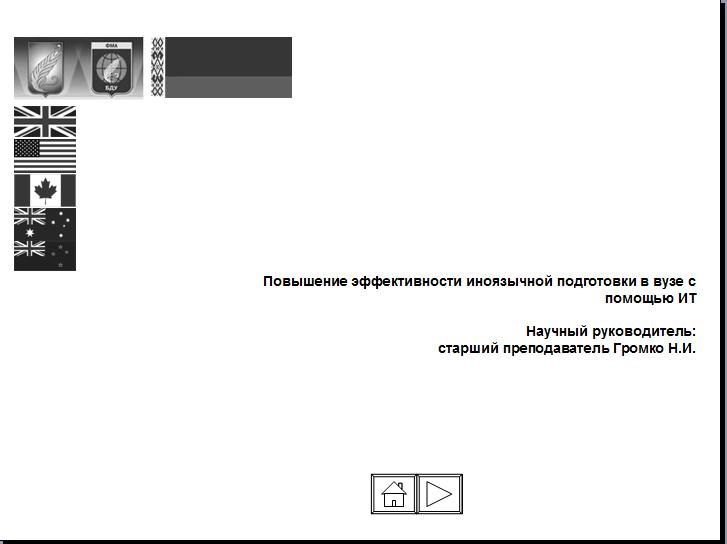 ФМА
БДУ
Повышение эффективности иноязычной подготовки в вузе с
помощью ИТ
Научный руководитель:
старший преподаватель Громко Н.И.